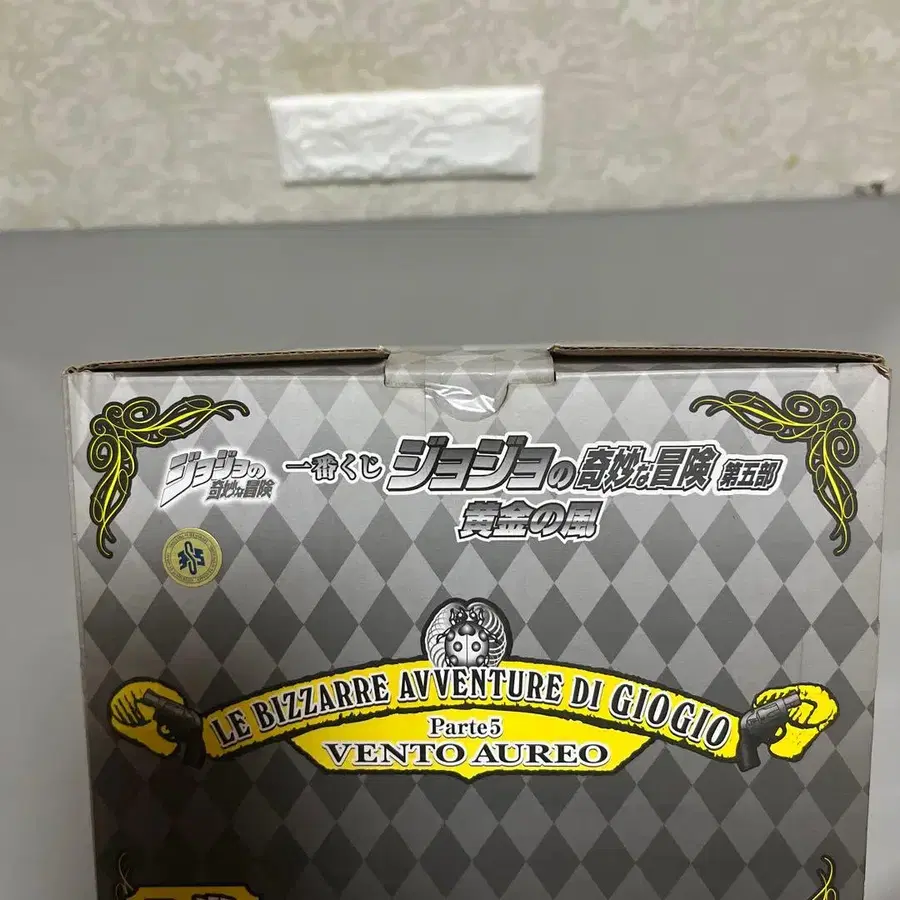 ジョジョの
奇妙な冒険
一番くじ ジョジョの奇妙な冒険 第五部
黄金の風
LE BIZZARRE AVVENTURE DI GIOGIO
Parte5
VENTO AUREO